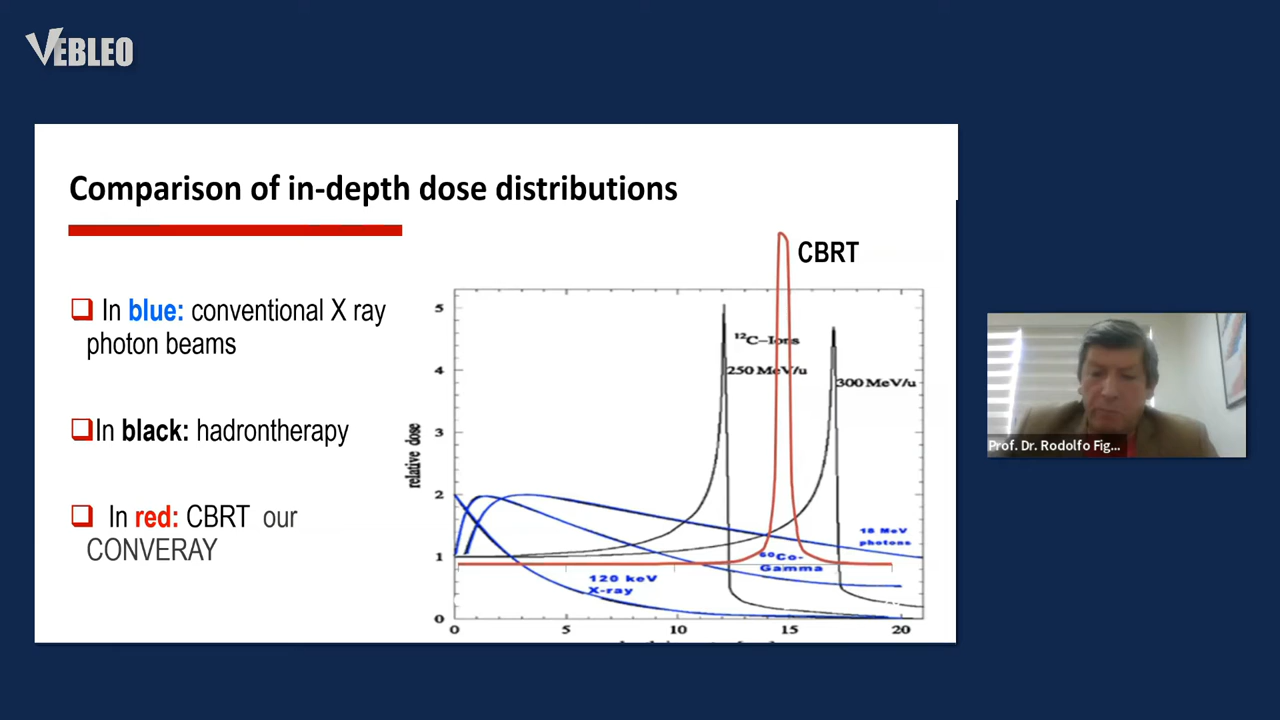 VEBLEO
Comparison of in-depth dose distributions
In blue: conventional X ray
photon beams
In black: hadrontherapy
In red: CBRT our
CONVERAY
CBRT
5
4
3
2
1
0
relative dose
¹²C–Ions
250 MeV/u
300 MeV/u
18 MeV
photons
⁶⁰Co-
Gamma
120 keV
X-ray
0 5 10 15 20
Prof. Dr. Rodolfo Fig...